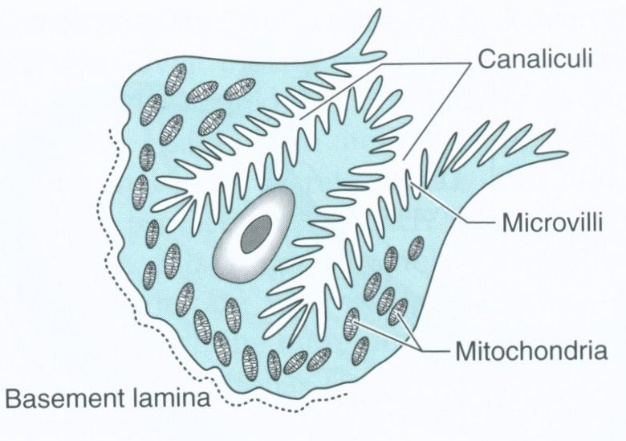 Canaliculi
Microvilli
Mitochondria
Basement lamina